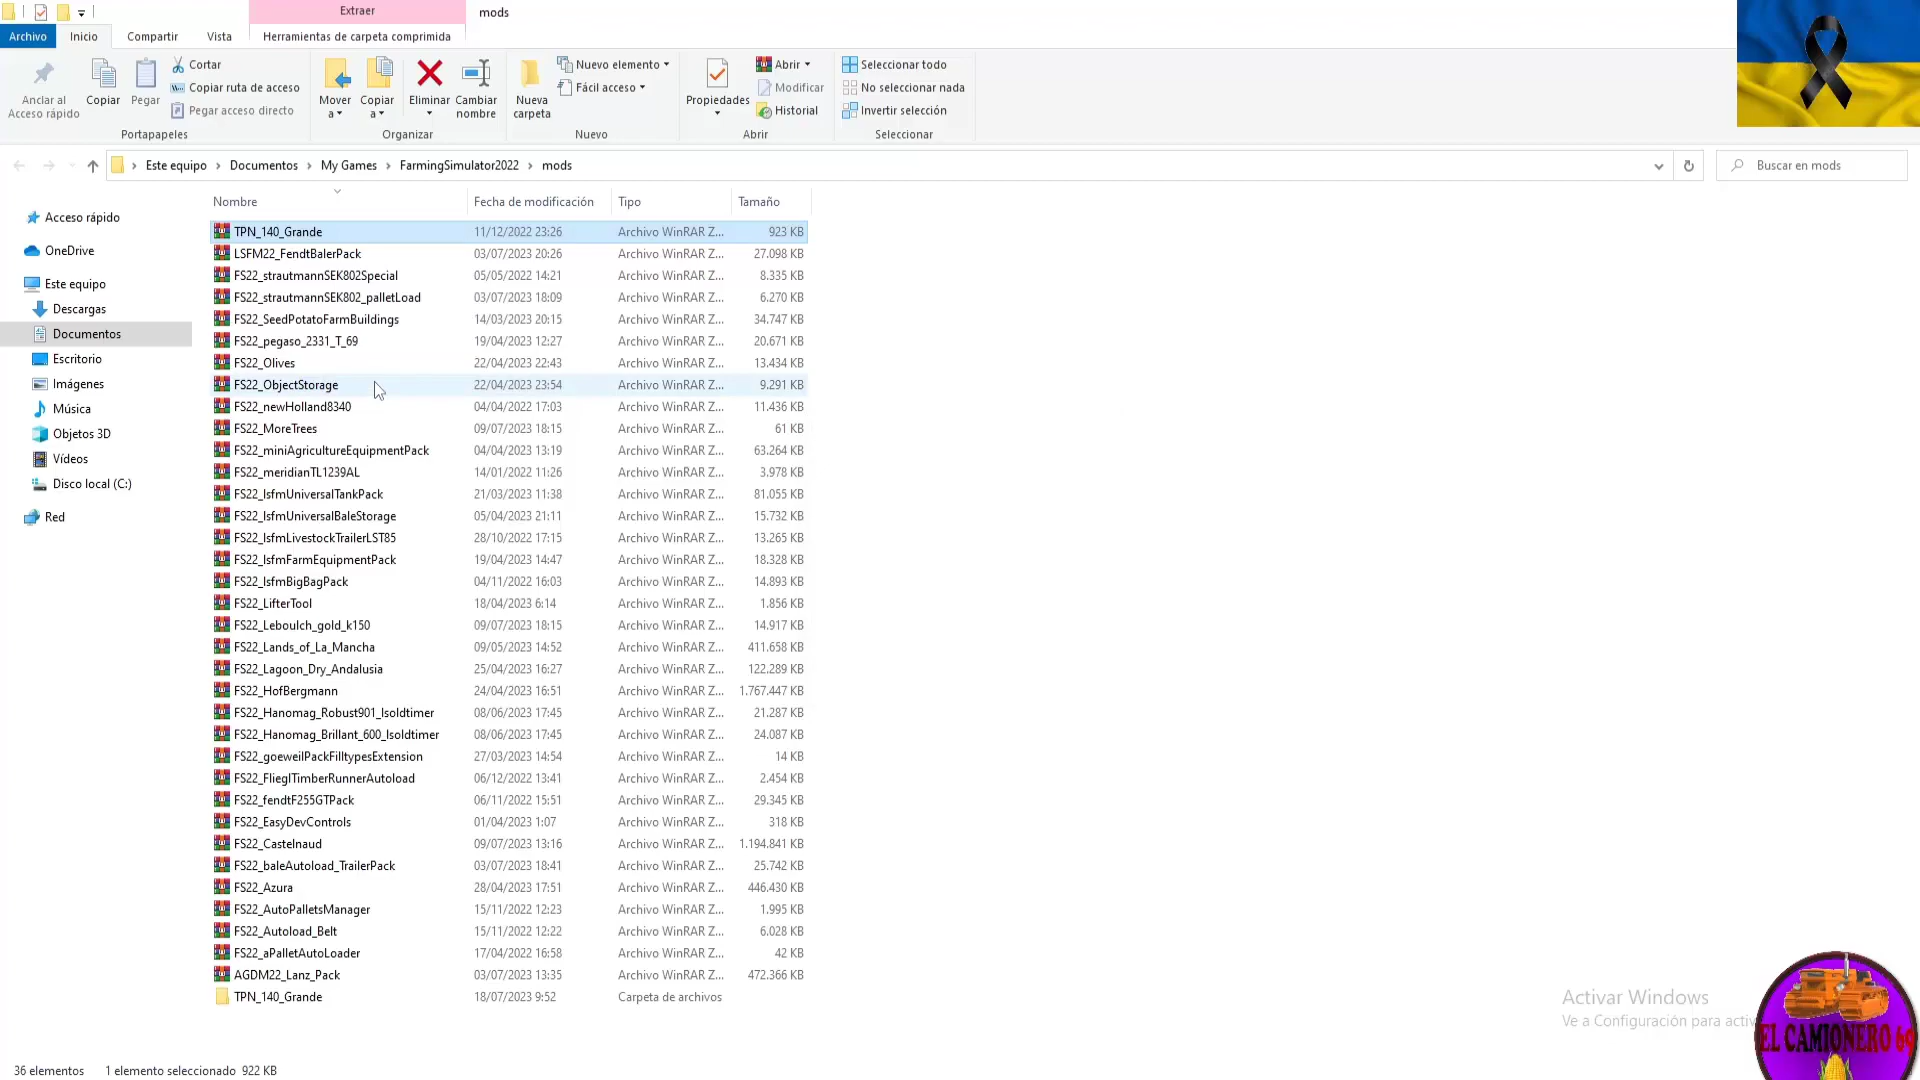 Extraer
mods
Archivo Inicio Compartir Vista Herramientas de carpeta comprimida
Anclar al Acceso rápido
Copiar
Pegar
Cortar
Copiar ruta de acceso
Pegar acceso directo
Portapapeles
Mover a
Copiar a
Eliminar
Cambiar nombre
Organizar
Nueva carpeta
Nuevo elemento
Fácil acceso
Nuevo
Propiedades
Abrir
Modificar
Historial
Abrir
Seleccionar todo
No seleccionar nada
Invertir selección
Seleccionar
Este equipo > Documentos > My Games > FarmingSimulator2022 > mods
Buscar en mods
Acceso rápido
OneDrive
Este equipo
Descargas
Documentos
Escritorio
Imágenes
Música
Objetos 3D
Vídeos
Disco local (C:)
Red
Nombre Fecha de modificación Tipo Tamaño
TPN_140_Grande 11/12/2022 23:26 Archivo WinRAR Z... 923 KB
LSFM22_FendtBalerPack 03/07/2023 20:26 Archivo WinRAR Z... 27.098 KB
FS22_strautmannSEK802Special 05/05/2022 14:21 Archivo WinRAR Z... 8.335 KB
FS22_strautmannSEK802_palletLoad 03/07/2023 18:09 Archivo WinRAR Z... 6.270 KB
FS22_SeedPotatoFarmBuildings 14/03/2023 20:15 Archivo WinRAR Z... 34.747 KB
FS22_pegaso_2331_T_69 19/04/2023 12:27 Archivo WinRAR Z... 20.671 KB
FS22_Olives 22/04/2023 22:43 Archivo WinRAR Z... 13.434 KB
FS22_ObjectStorage 22/04/2023 23:54 Archivo WinRAR Z... 9.291 KB
FS22_newHolland8340 04/04/2022 17:03 Archivo WinRAR Z... 11.436 KB
FS22_MoreTrees 09/07/2023 18:15 Archivo WinRAR Z... 61 KB
FS22_miniAgricultureEquipmentPack 04/04/2023 13:19 Archivo WinRAR Z... 63.264 KB
FS22_meridianTL1239AL 14/01/2022 11:26 Archivo WinRAR Z... 3.978 KB
FS22_lsfmUniversalTankPack 21/03/2023 11:38 Archivo WinRAR Z... 81.055 KB
FS22_lsfmUniversalBaleStorage 05/04/2023 21:11 Archivo WinRAR Z... 15.732 KB
FS22_lsfmLivestockTrailerLST85 28/10/2022 17:15 Archivo WinRAR Z... 13.265 KB
FS22_lsfmFarmEquipmentPack 19/04/2023 14:47 Archivo WinRAR Z... 18.328 KB
FS22_lsfmBigBagPack 04/11/2022 16:03 Archivo WinRAR Z... 14.893 KB
FS22_LifterTool 18/04/2023 6:14 Archivo WinRAR Z... 1.856 KB
FS22_Leboulch_gold_k150 09/07/2023 18:15 Archivo WinRAR Z... 14.917 KB
FS22_Lands_of_La_Mancha 09/05/2023 14:52 Archivo WinRAR Z... 411.658 KB
FS22_Lagoon_Dry_Andalusia 25/04/2023 16:27 Archivo WinRAR Z... 122.289 KB
FS22_HofBergmann 24/04/2023 16:51 Archivo WinRAR Z... 1.767.447 KB
FS22_Hanomag_Robust901_lsoldtimer 08/06/2023 17:45 Archivo WinRAR Z... 21.287 KB
FS22_Hanomag_Brillant_600_lsoldtimer 08/06/2023 17:45 Archivo WinRAR Z... 24.087 KB
FS22_goeweilPackFilltypesExtension 27/03/2023 14:54 Archivo WinRAR Z... 14 KB
FS22_FlieglTimberRunnerAutoload 06/12/2022 13:41 Archivo WinRAR Z... 2.454 KB
FS22_fendtF255GTPack 06/11/2022 15:51 Archivo WinRAR Z... 29.345 KB
FS22_EasyDevControls 01/04/2023 1:07 Archivo WinRAR Z... 318 KB
FS22_Castelnaud 09/07/2023 13:16 Archivo WinRAR Z... 1.194.841 KB
FS22_baleAutoload_TrailerPack 03/07/2023 18:41 Archivo WinRAR Z... 25.742 KB
FS22_Azura 28/04/2023 17:51 Archivo WinRAR Z... 446.430 KB
FS22_AutoPalletsManager 15/11/2022 12:23 Archivo WinRAR Z... 1.995 KB
FS22_Autoload_Belt 15/11/2022 12:22 Archivo WinRAR Z... 6.028 KB
FS22_aPalletAutoLoader 17/04/2022 16:58 Archivo WinRAR Z... 42 KB
AGDM22_Lanz_Pack 03/07/2023 13:35 Archivo WinRAR Z... 472.366 KB
TPN_140_Grande 18/07/2023 9:52 Carpeta de archivos
Activar Windows
Ve a Configuración para activ
EL CAMIONERO 69
36 elementos 1 elemento seleccionado 922 KB